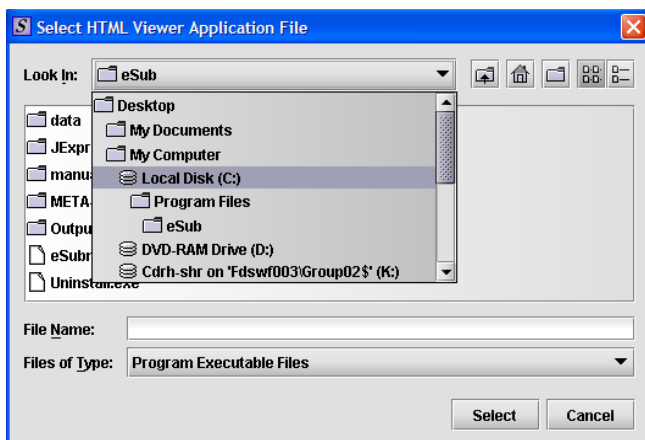 Select HTML Viewer Application File
Look In: eSub
Desktop
data
My Documents
JExpr
My Computer
manu
Local Disk (C:)
META-
Program Files
Outpu
eSub
eSub
DVD-RAM Drive (D:)
Uninstall.exe
Cdrh-shr on 'Fdswf003\Group02$' (K:)
File Name:
Files of Type: Program Executable Files
Select Cancel